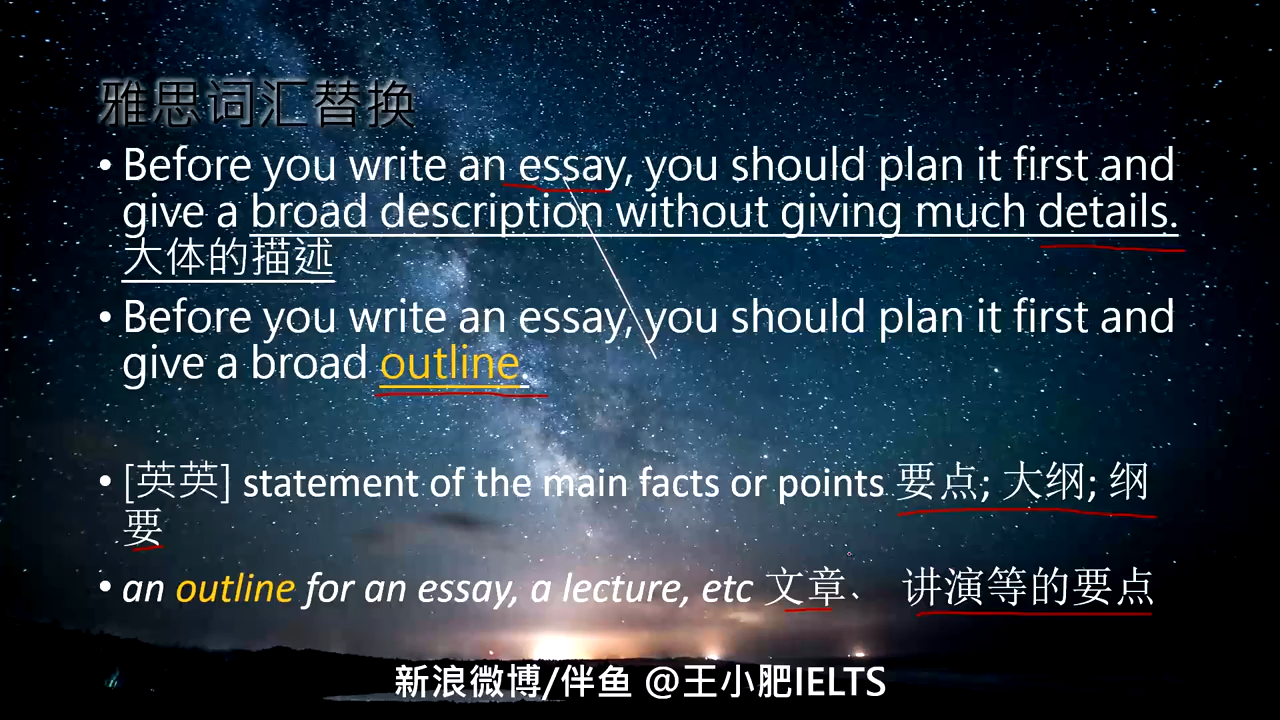 雅思词汇替换
• Before you write an essay, you should plan it first and
give a broad description without giving much details.
大体的描述
• Before you write an essay, you should plan it first and
give a broad outline.
• [英英] statement of the main facts or points 要点; 大纲; 纲
要
• an outline for an essay, a lecture, etc 文章、 讲演等的要点
新浪微博/伴鱼 @王小肥IELTS